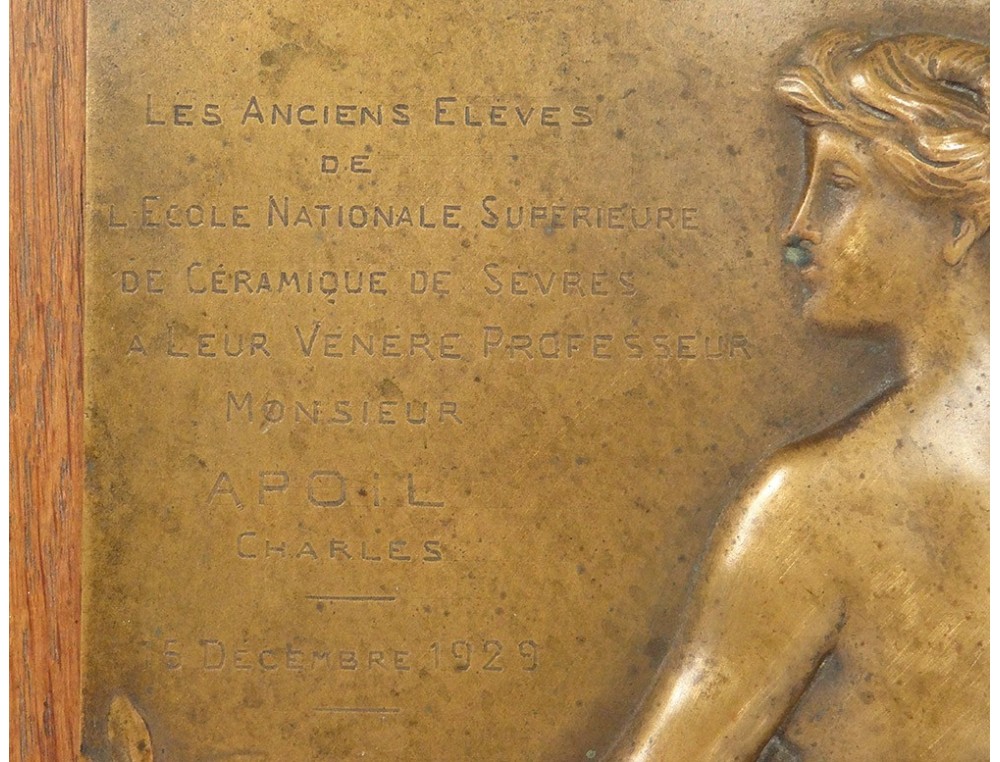 LES ANCIENS ELEVES
DE
L'ECOLE NATIONALE SUPERIEURE
DE CÉRAMIQUE DE SEVRES
A LEUR VENERE PROFESSEUR
MONSIEUR
APOIL
CHARLES
DECEMBRE 1929